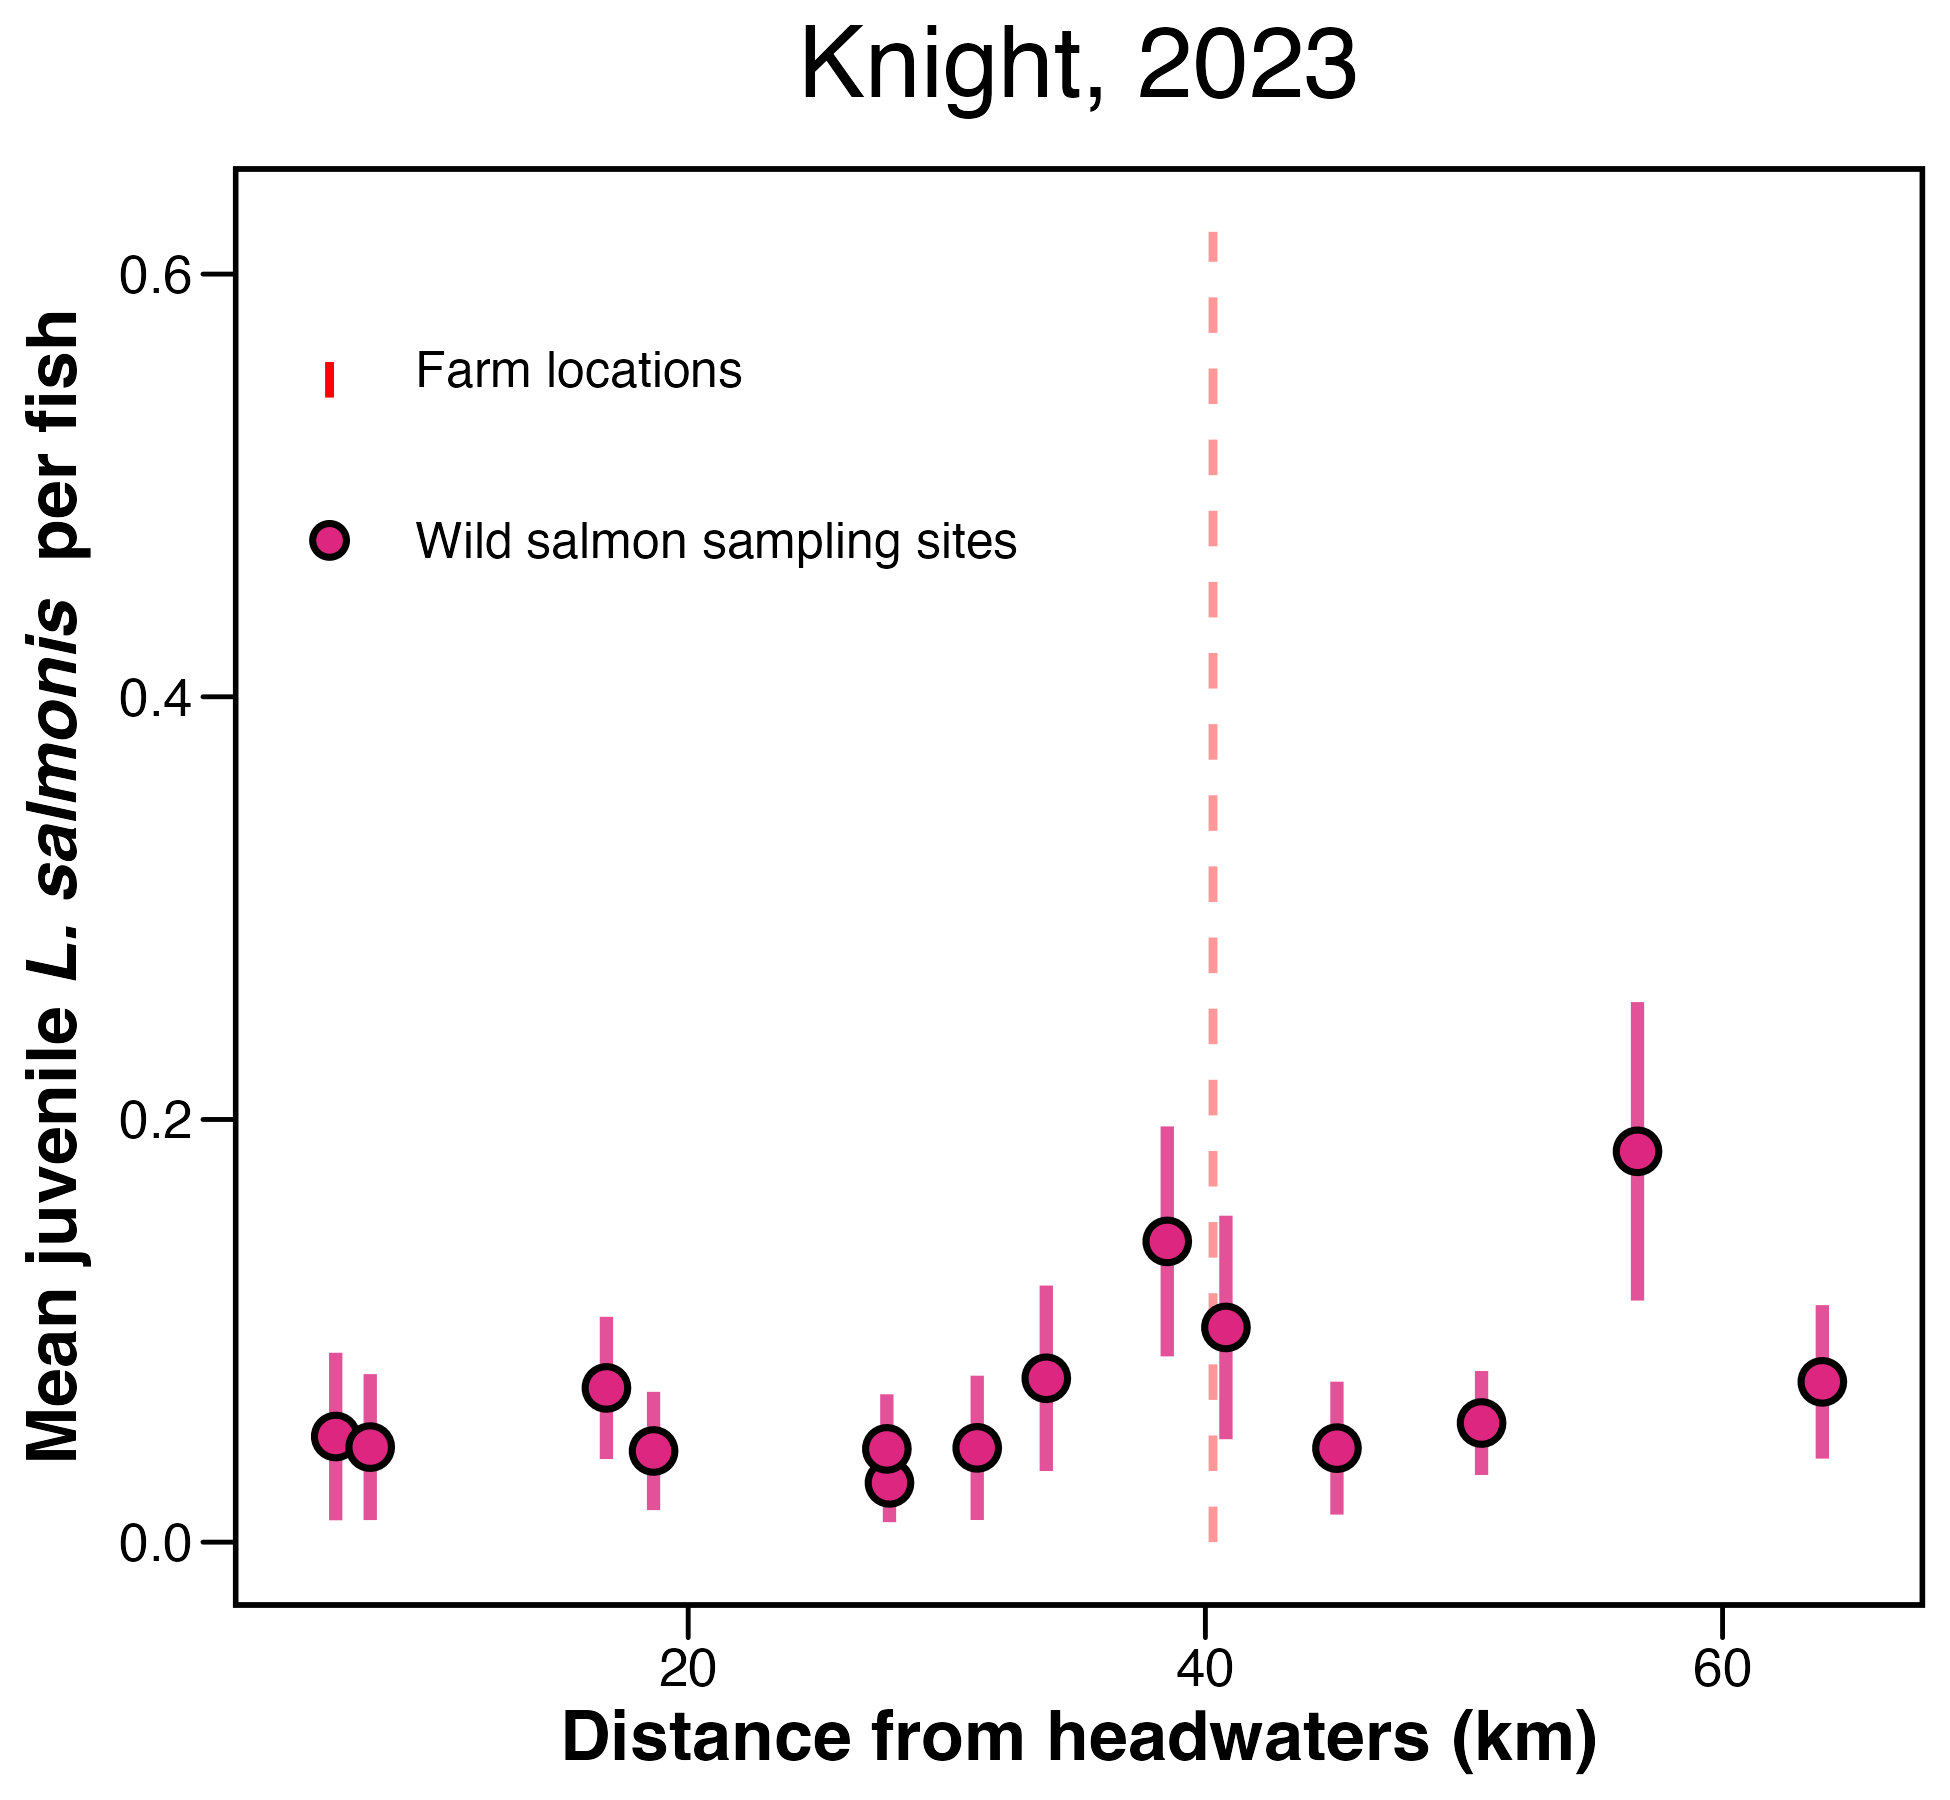 Knight, 2023
Mean juvenile L. salmonis per fish
0.6
0.4
0.2
0.0
Farm locations
Wild salmon sampling sites
20 40 60
Distance from headwaters (km)